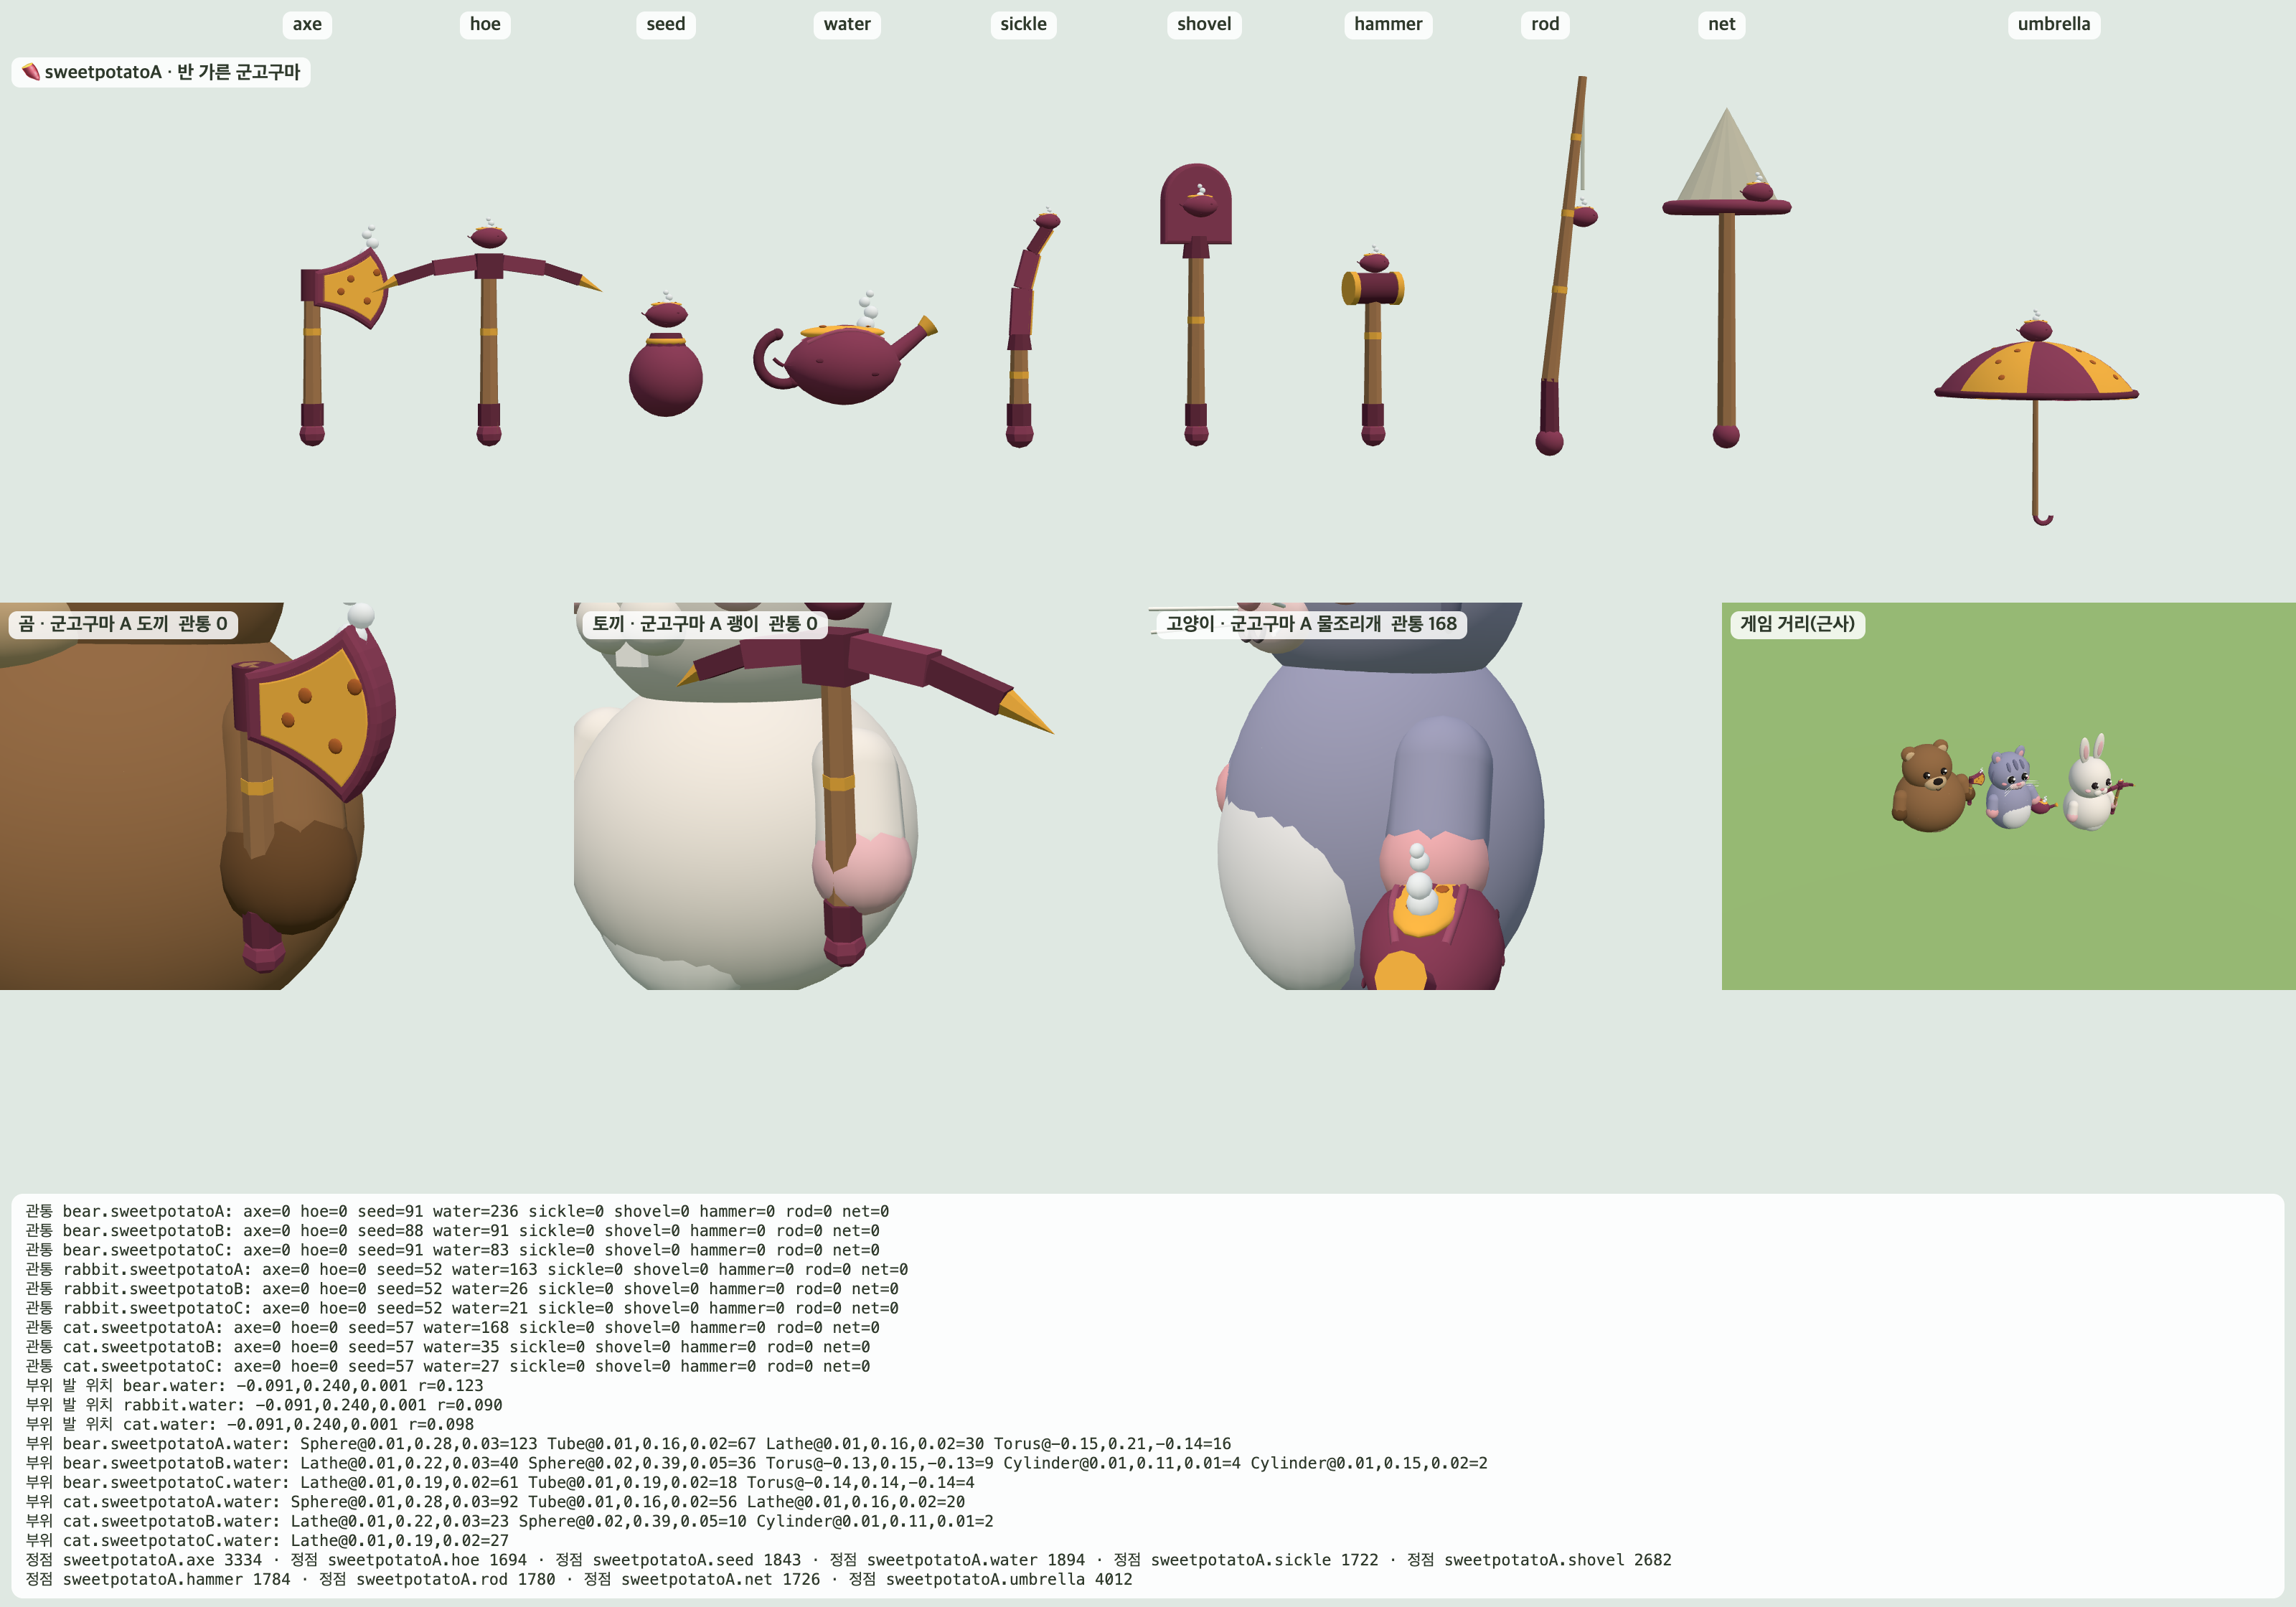 axe hoe seed water sickle shovel hammer rod net umbrella
🍠 sweetpotatoA · 반 가른 군고구마
곰 · 군고구마 A 도끼 관통 0
토끼 · 군고구마 A 괭이 관통 0
고양이 · 군고구마 A 물조리개 관통 168
게임 거리(근사)
관통 bear.sweetpotatoA: axe=0 hoe=0 seed=91 water=236 sickle=0 shovel=0 hammer=0 rod=0 net=0
관통 bear.sweetpotatoB: axe=0 hoe=0 seed=88 water=91 sickle=0 shovel=0 hammer=0 rod=0 net=0
관통 bear.sweetpotatoC: axe=0 hoe=0 seed=91 water=83 sickle=0 shovel=0 hammer=0 rod=0 net=0
관통 rabbit.sweetpotatoA: axe=0 hoe=0 seed=52 water=163 sickle=0 shovel=0 hammer=0 rod=0 net=0
관통 rabbit.sweetpotatoB: axe=0 hoe=0 seed=52 water=26 sickle=0 shovel=0 hammer=0 rod=0 net=0
관통 rabbit.sweetpotatoC: axe=0 hoe=0 seed=52 water=21 sickle=0 shovel=0 hammer=0 rod=0 net=0
관통 cat.sweetpotatoA: axe=0 hoe=0 seed=57 water=168 sickle=0 shovel=0 hammer=0 rod=0 net=0
관통 cat.sweetpotatoB: axe=0 hoe=0 seed=57 water=35 sickle=0 shovel=0 hammer=0 rod=0 net=0
관통 cat.sweetpotatoC: axe=0 hoe=0 seed=57 water=27 sickle=0 shovel=0 hammer=0 rod=0 net=0
부위 발 위치 bear.water: -0.091,0.240,0.001 r=0.123
부위 발 위치 rabbit.water: -0.091,0.240,0.001 r=0.090
부위 발 위치 cat.water: -0.091,0.240,0.001 r=0.098
부위 bear.sweetpotatoA.water: Sphere@0.01,0.28,0.03=123 Tube@0.01,0.16,0.02=67 Lathe@0.01,0.16,0.02=30 Torus@-0.15,0.21,-0.14=16
부위 bear.sweetpotatoB.water: Lathe@0.01,0.22,0.03=40 Sphere@0.02,0.39,0.05=36 Torus@-0.13,0.15,-0.13=9 Cylinder@0.01,0.11,0.01=4 Cylinder@0.01,0.15,0.02=2
부위 bear.sweetpotatoC.water: Lathe@0.01,0.19,0.02=61 Tube@0.01,0.19,0.02=18 Torus@-0.14,0.14,-0.14=4
부위 cat.sweetpotatoA.water: Sphere@0.01,0.28,0.03=92 Tube@0.01,0.16,0.02=56 Lathe@0.01,0.16,0.02=20
부위 cat.sweetpotatoB.water: Lathe@0.01,0.22,0.03=23 Sphere@0.02,0.39,0.05=10 Cylinder@0.01,0.11,0.01=2
부위 cat.sweetpotatoC.water: Lathe@0.01,0.19,0.02=27
정점 sweetpotatoA.axe 3334 · 정점 sweetpotatoA.hoe 1694 · 정점 sweetpotatoA.seed 1843 · 정점 sweetpotatoA.water 1894 · 정점 sweetpotatoA.sickle 1722 · 정점 sweetpotatoA.shovel 2682
정점 sweetpotatoA.hammer 1784 · 정점 sweetpotatoA.rod 1780 · 정점 sweetpotatoA.net 1726 · 정점 sweetpotatoA.umbrella 4012